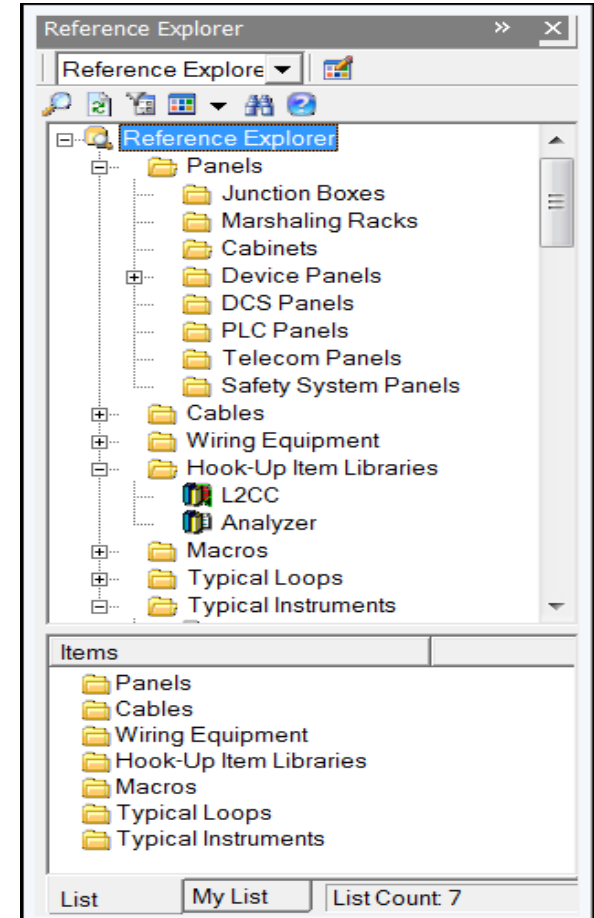 Reference Explorer
Reference Explore
Reference Explorer
Panels
Junction Boxes
Marshaling Racks
Cabinets
Device Panels
DCS Panels
PLC Panels
Telecom Panels
Safety System Panels
Cables
Wiring Equipment
Hook-Up Item Libraries
L2CC
Analyzer
Macros
Typical Loops
Typical Instruments
Items
Panels
Cables
Wiring Equipment
Hook-Up Item Libraries
Macros
Typical Loops
Typical Instruments
List My List List Count: 7